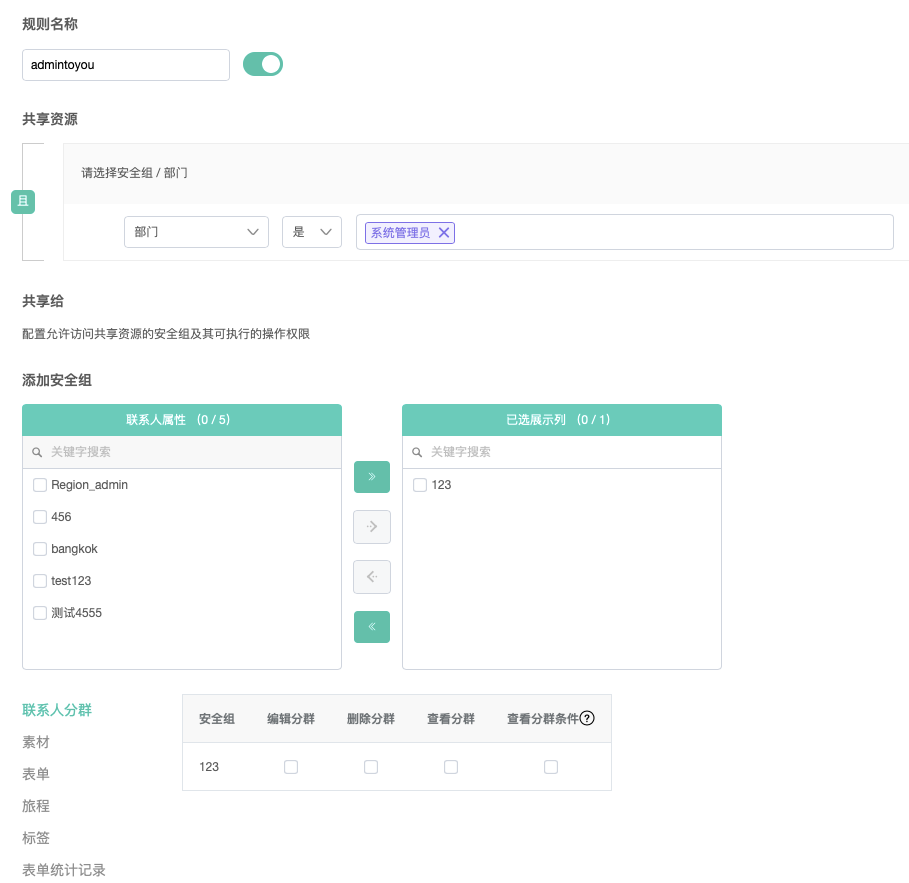 规则名称
admintoyou
共享资源
请选择安全组 / 部门
且
部门 是 系统管理员
共享给
配置允许访问共享资源的安全组及其可执行的操作权限
添加安全组
联系人属性 (0 / 5)
关键字搜索
Region_admin
456
bangkok
test123
测试4555
已选展示列 (0 / 1)
关键字搜索
123
联系人分群
素材
表单
旅程
标签
表单统计记录
安全组 编辑分群 删除分群 查看分群 查看分群条件?
123